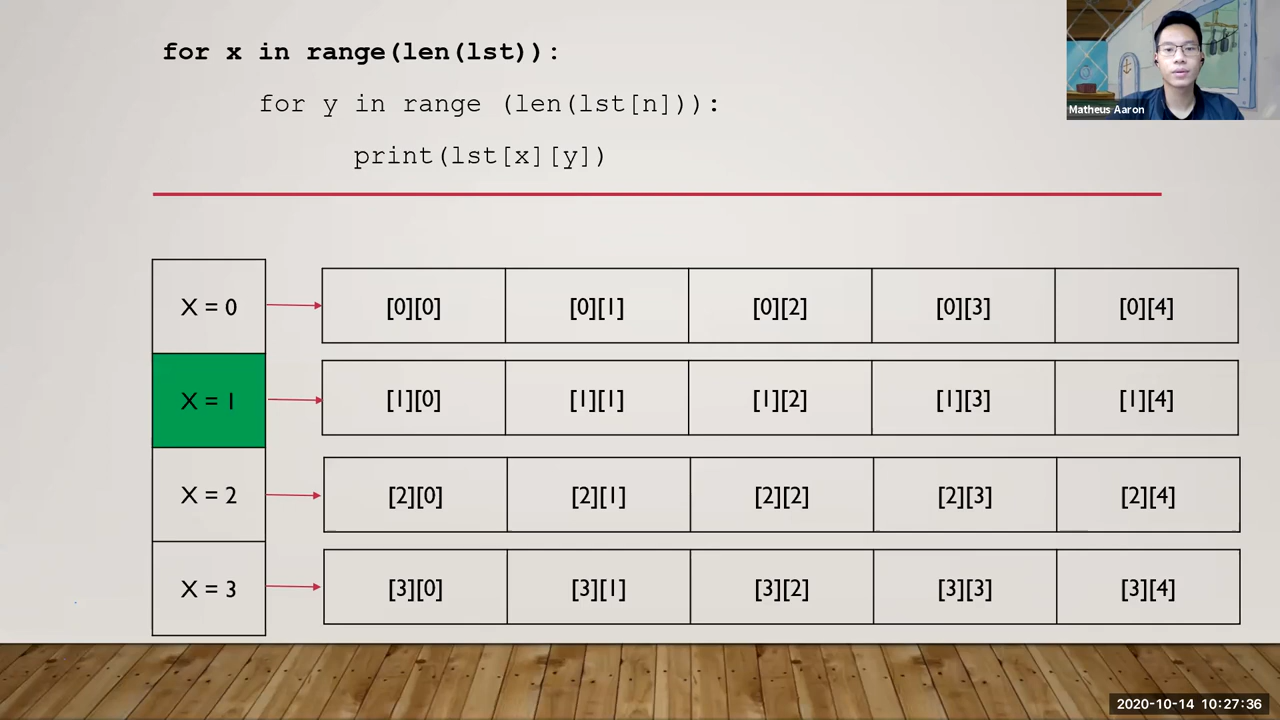 for x in range(len(lst)):
for y in range (len(lst[n])):
print(lst[x][y])
Matheus Aaron
X = 0 [0][0] [0][1] [0][2] [0][3] [0][4]
X = 1 [1][0] [1][1] [1][2] [1][3] [1][4]
X = 2 [2][0] [2][1] [2][2] [2][3] [2][4]
X = 3 [3][0] [3][1] [3][2] [3][3] [3][4]
2020-10-14 10:27:36